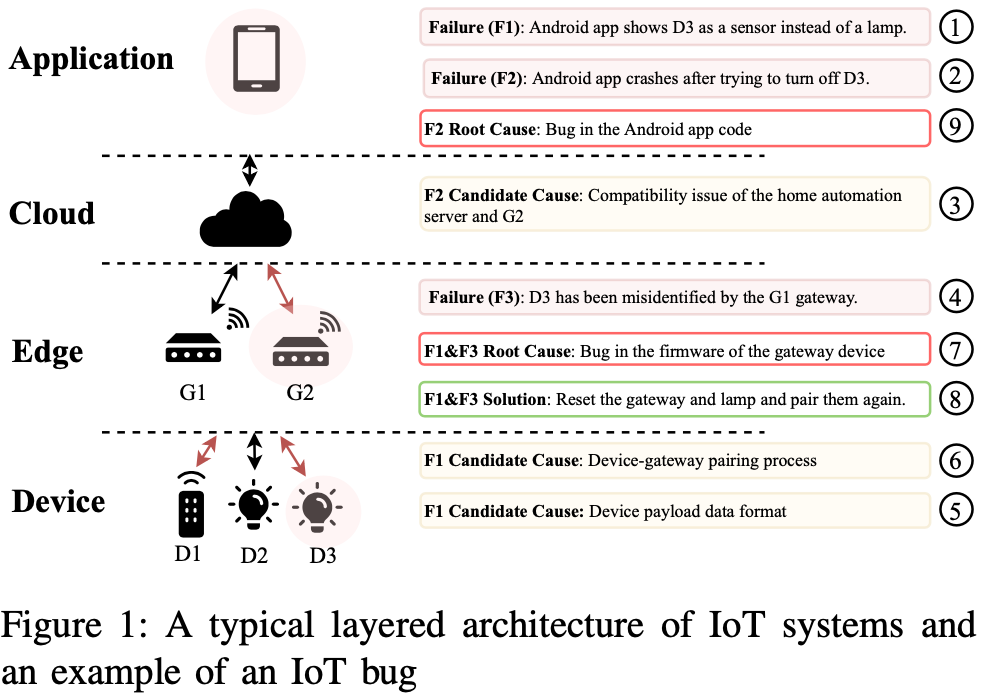 Application
Failure (F1): Android app shows D3 as a sensor instead of a lamp.
1
Failure (F2): Android app crashes after trying to turn off D3.
2
F2 Root Cause: Bug in the Android app code
9
Cloud
F2 Candidate Cause: Compatibility issue of the home automation
server and G2
3
Edge
G1
G2
Failure (F3): D3 has been misidentified by the G1 gateway.
4
F1&F3 Root Cause: Bug in the firmware of the gateway device
7
F1&F3 Solution: Reset the gateway and lamp and pair them again.
8
Device
D1
D2
D3
F1 Candidate Cause: Device-gateway pairing process
6
F1 Candidate Cause: Device payload data format
5
Figure 1: A typical layered architecture of IoT systems and
an example of an IoT bug